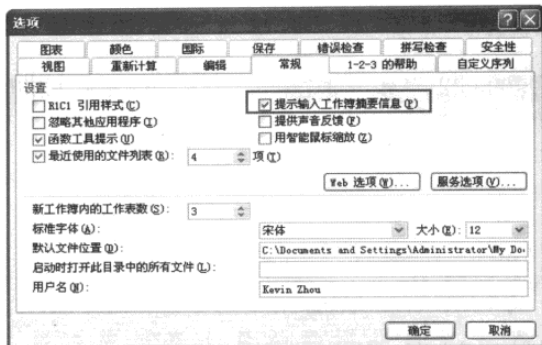 选项
图表 颜色 国际 保存 错误检查 拼写检查 安全性
视图 重新计算 编辑 常规 1-2-3 的帮助 自定义序列
设置
R1C1 引用样式(C) 提示输入工作簿摘要信息(P)
忽略其他应用程序(I) 提供声音反馈(F)
函数工具提示(U) 用智能鼠标缩放(Z)
最近使用的文件列表(R): 4 项(T)
Web 选项(W)... 服务选项(V)...
新工作簿内的工作表数(S): 3
标准字体(A): 宋体 大小(E): 12
默认文件位置(D): C:\Documents and Settings\Administrator\My Do
启动时打开此目录中的所有文件(L):
用户名(N): Kevin Zhou
确定 取消